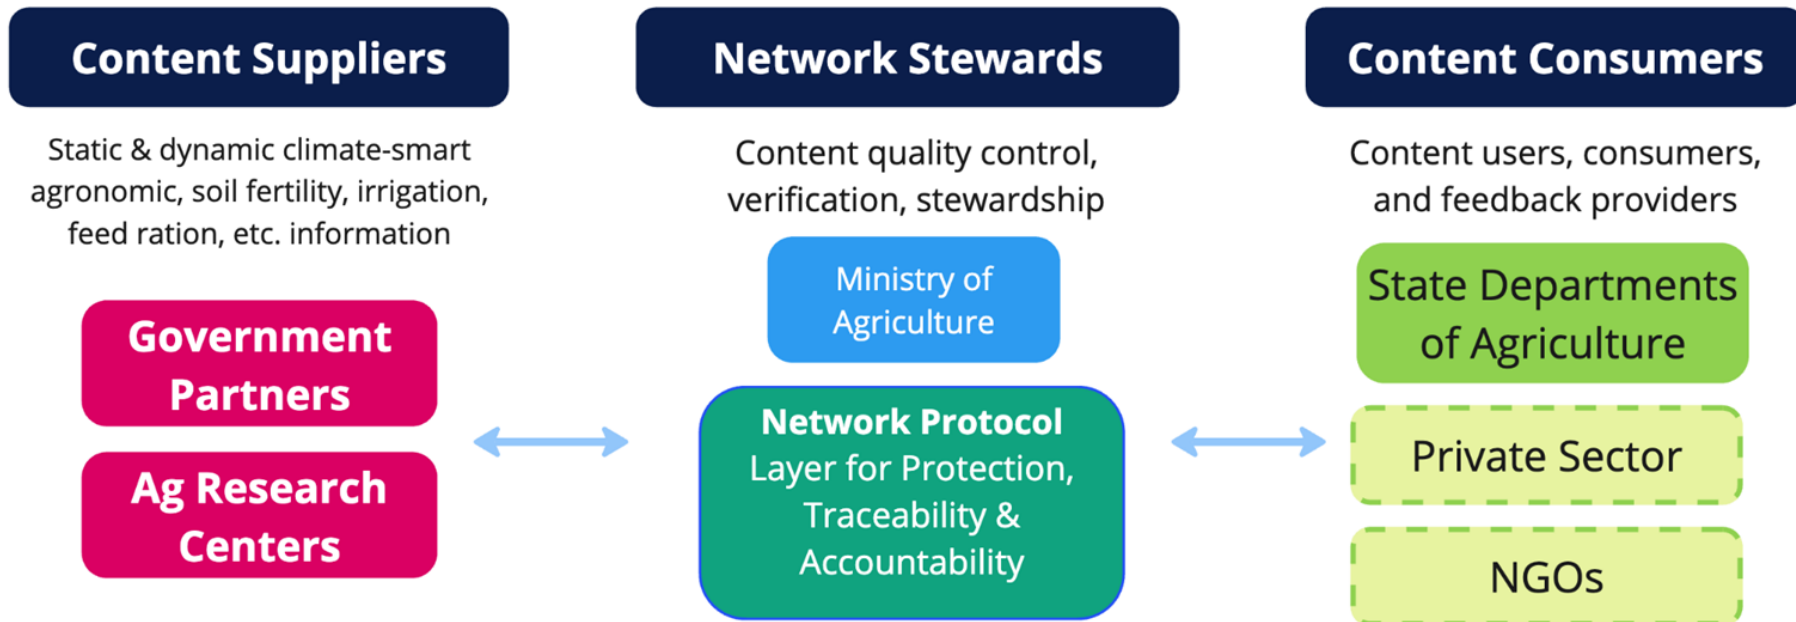 Content Suppliers
Static & dynamic climate-smart
agronomic, soil fertility, irrigation,
feed ration, etc. information
Government
Partners
Ag Research
Centers
Network Stewards
Content quality control,
verification, stewardship
Ministry of
Agriculture
Network Protocol
Layer for Protection,
Traceability &
Accountability
Content Consumers
Content users, consumers,
and feedback providers
State Departments
of Agriculture
Private Sector
NGOs